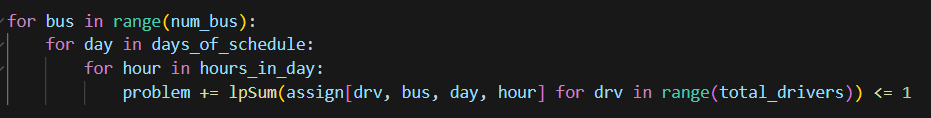 for bus in range(num_bus):
    for day in days_of_schedule:
        for hour in hours_in_day:
            problem += lpSum(assign[drv, bus, day, hour] for drv in range(total_drivers)) <= 1